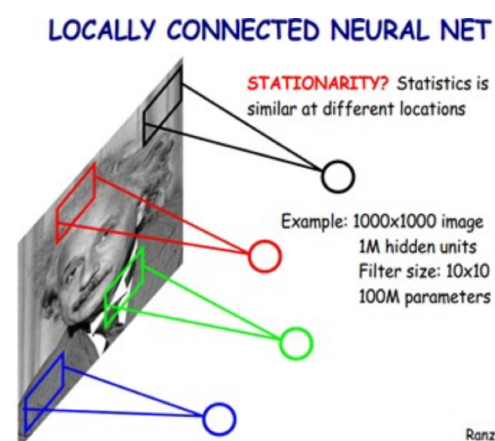 LOCALLY CONNECTED NEURAL NET
STATIONARITY? Statistics is
similar at different locations
Example: 1000x1000 image
1M hidden units
Filter size: 10x10
100M parameters
Ranz